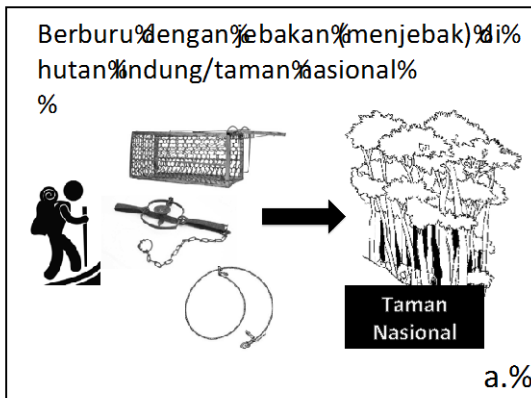 Berburu%dengan%jebakan%(menjebak)%di%
hutan%lindung/taman%nasional%
%
Taman
Nasional
a.%